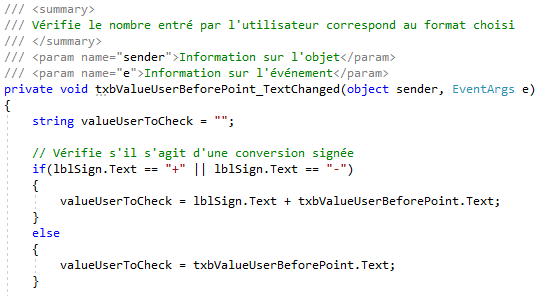 /// <summary>
/// Vérifie le nombre entré par l'utilisateur correspond au format choisi
/// </summary>
/// <param name="sender">Information sur l'objet</param>
/// <param name="e">Information sur l'événement</param>
private void txbValueUserBeforePoint_TextChanged(object sender, EventArgs e)
{
    string valueUserToCheck = "";

    // Vérifie s'il s'agit d'une conversion signée
    if(lblSign.Text == "+" || lblSign.Text == "-")
    {
        valueUserToCheck = lblSign.Text + txbValueUserBeforePoint.Text;
    }
    else
    {
        valueUserToCheck = txbValueUserBeforePoint.Text;
    }